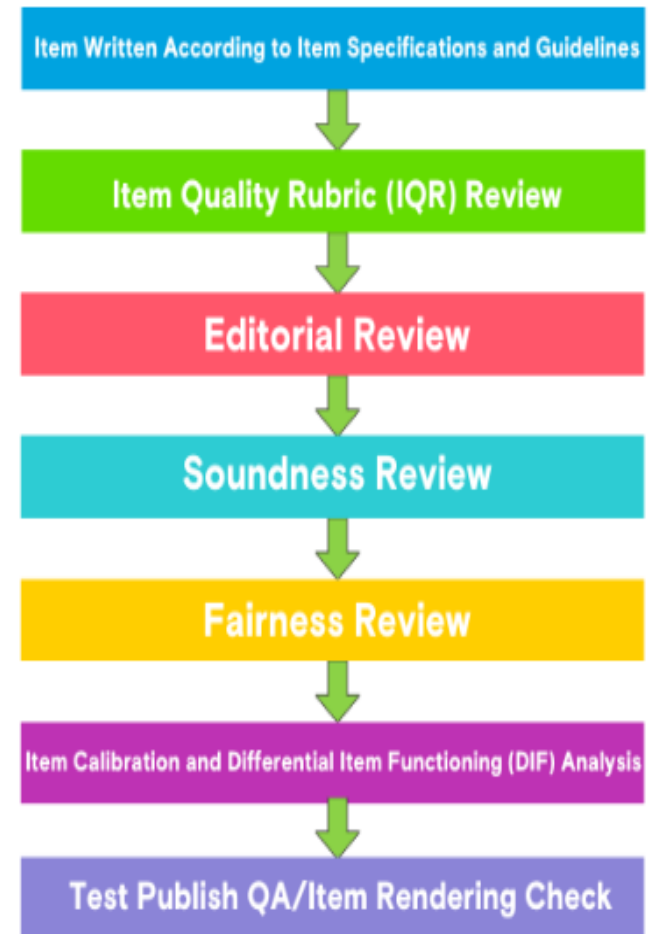 Item Written According to Item Specifications and Guidelines
Item Quality Rubric (IQR) Review
Editorial Review
Soundness Review
Fairness Review
Item Calibration and Differential Item Functioning (DIF) Analysis
Test Publish QA/Item Rendering Check